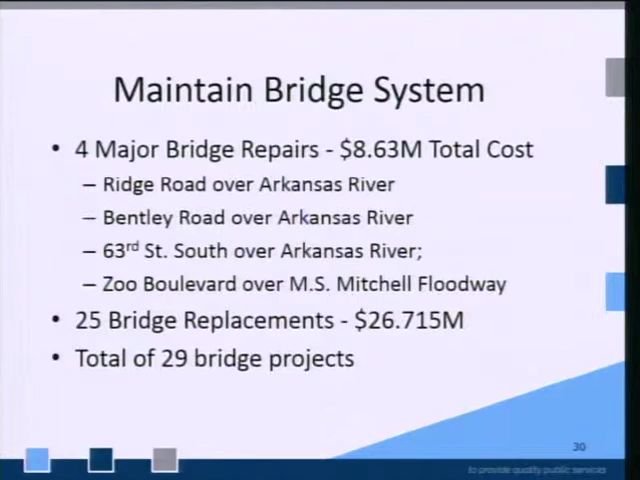 Maintain Bridge System
• 4 Major Bridge Repairs - $8.63M Total Cost
– Ridge Road over Arkansas River
– Bentley Road over Arkansas River
– 63rd St. South over Arkansas River;
– Zoo Boulevard over M.S. Mitchell Floodway
• 25 Bridge Replacements - $26.715M
• Total of 29 bridge projects
30
to provide quality public services